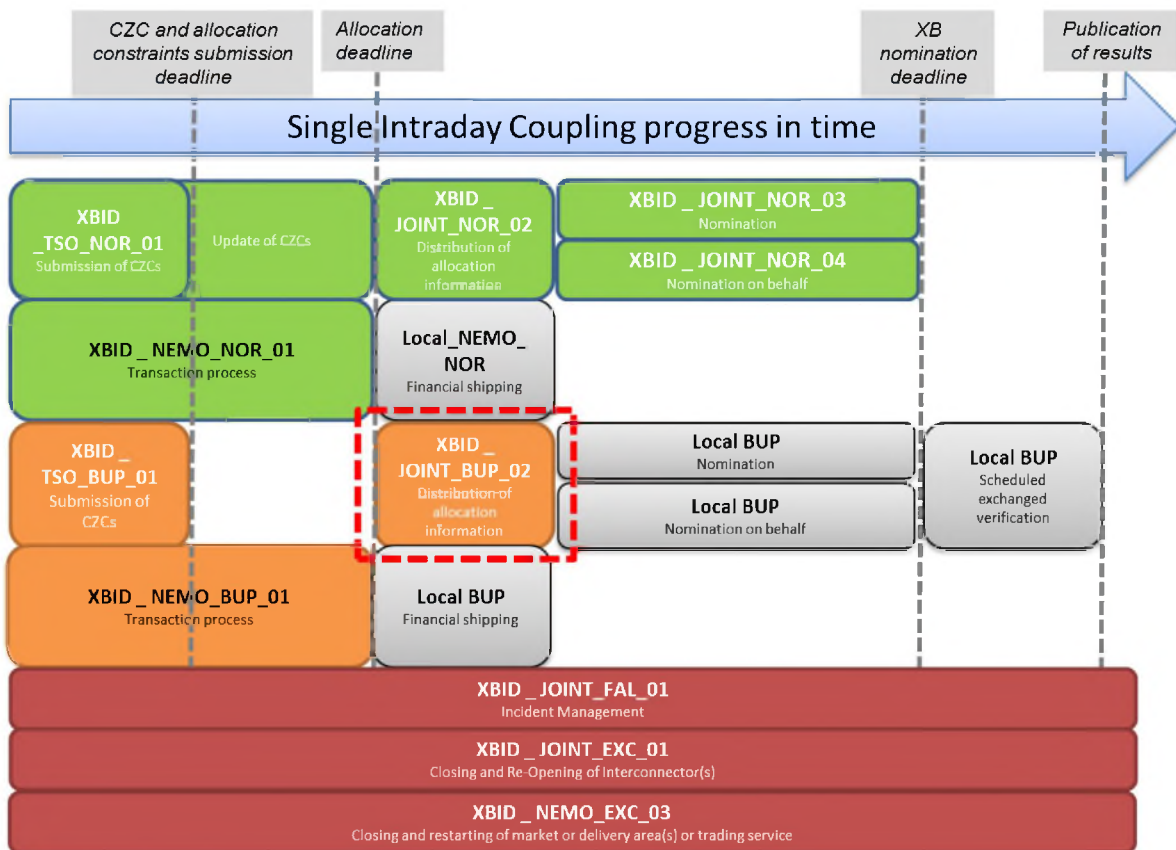 CZC and allocation
constraints submission
deadline
Allocation
deadline
XB
nomination
deadline
Publication
of results
Single Intraday Coupling progress in time
XBID
_TSO_NOR_01
Submission of CZCs
Update of CZCs
XBID _
JOINT_NOR_02
Distribution of
allocation
information
XBID _ JOINT_NOR_03
Nomination
XBID _ JOINT_NOR_04
Nomination on behalf
XBID _ NEMO_NOR_01
Transaction process
Local_NEMO_
NOR
Financial shipping
XBID _
TSO_BUP_01
Submission of
CZCs
XBID _
JOINT_BUP_02
Distribution of
allocation
information
Local BUP
Nomination
Local BUP
Nomination on behalf
Local BUP
Scheduled
exchanged
verification
XBID _ NEMO_BUP_01
Transaction process
Local BUP
Financial shipping
XBID _ JOINT_FAL_01
Incident Management
XBID _ JOINT_EXC_01
Closing and Re-Opening of Interconnector(s)
XBID _ NEMO_EXC_03
Closing and restarting of market or delivery area(s) or trading service